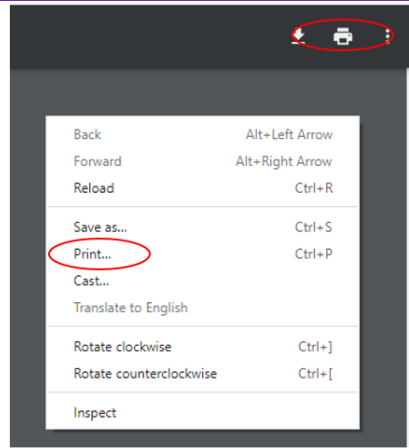 Back Alt+Left Arrow
Forward Alt+Right Arrow
Reload Ctrl+R
Save as... Ctrl+S
Print... Ctrl+P
Cast...
Translate to English
Rotate clockwise Ctrl+]
Rotate counterclockwise Ctrl+[
Inspect